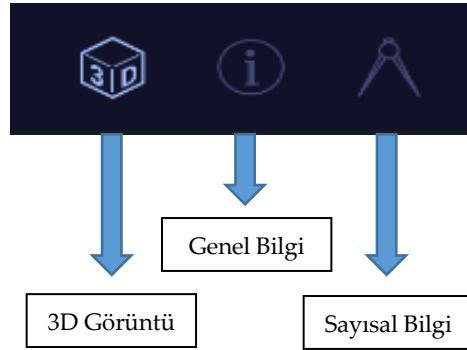 3D
i
Genel Bilgi
3D Görüntü
Sayısal Bilgi